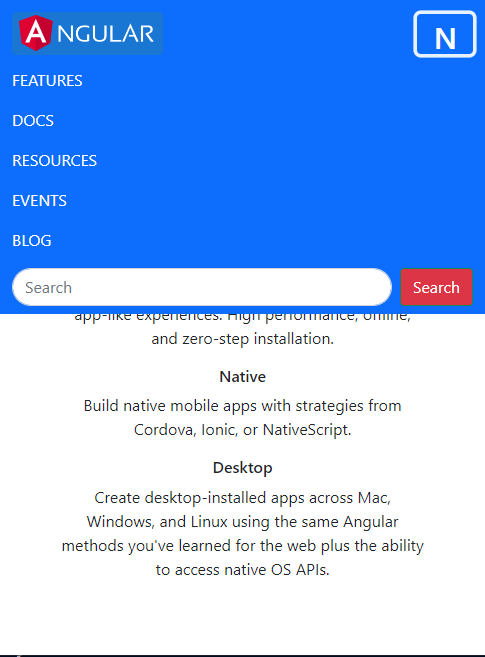 ANGULAR
N
FEATURES
DOCS
RESOURCES
EVENTS
BLOG
Search
Search
app-like experiences. High performance, offline,
and zero-step installation.
Native
Build native mobile apps with strategies from
Cordova, Ionic, or NativeScript.
Desktop
Create desktop-installed apps across Mac,
Windows, and Linux using the same Angular
methods you've learned for the web plus the ability
to access native OS APIs.